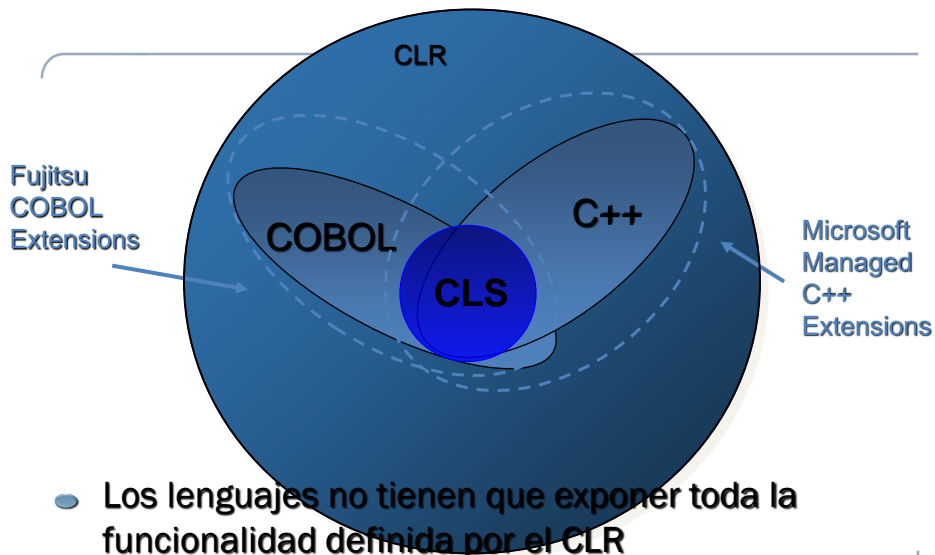 CLR
Fujitsu
COBOL
Extensions
COBOL
C++
CLS
Microsoft
Managed
C++
Extensions
Los lenguajes no tienen que exponer toda la
funcionalidad definida por el CLR